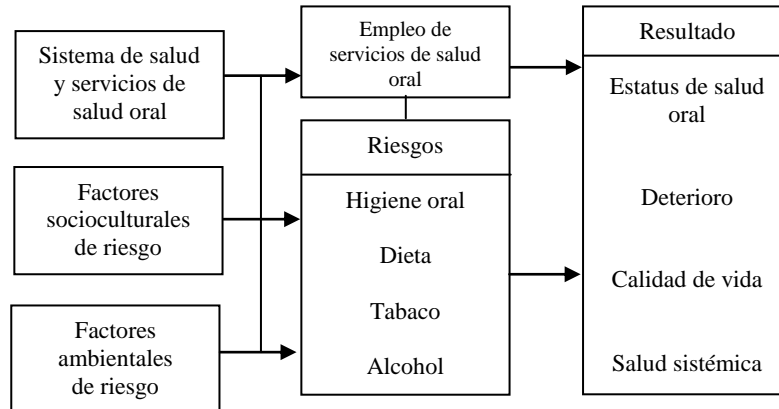 Sistema de salud
y servicios de
salud oral
Factores
socioculturales
de riesgo
Factores
ambientales
de riesgo
Empleo de
servicios de salud
oral
Riesgos
Higiene oral
Dieta
Tabaco
Alcohol
Resultado
Estatus de salud
oral
Deterioro
Calidad de vida
Salud sistémica